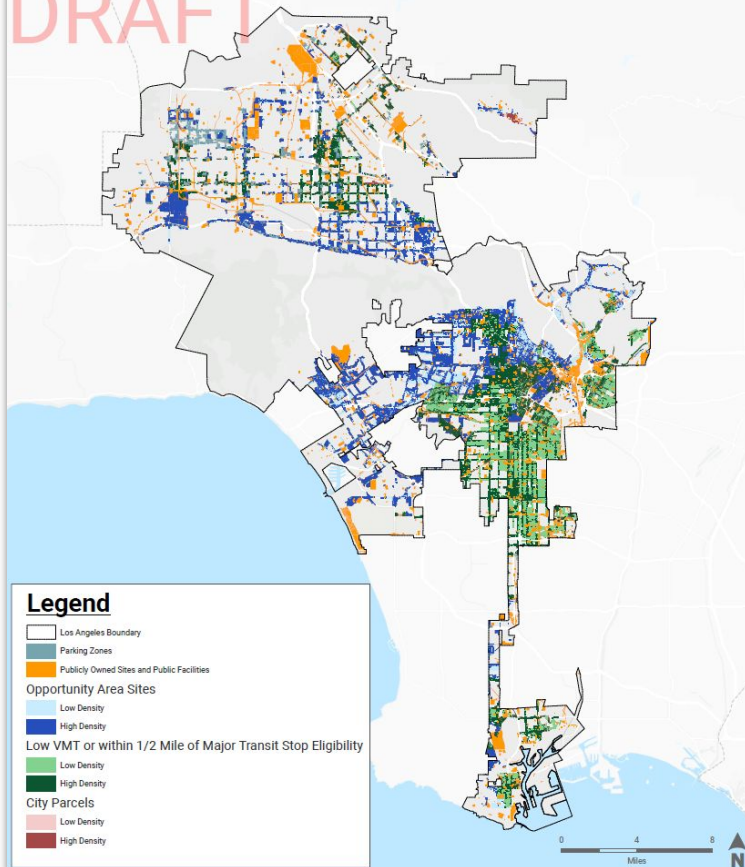 DRAFT
Legend
Los Angeles Boundary
Parking Zones
Publicly Owned Sites and Public Facilities
Opportunity Area Sites
Low Density
High Density
Low VMT or within 1/2 Mile of Major Transit Stop Eligibility
Low Density
High Density
City Parcels
Low Density
High Density
0 4 8
Miles
N